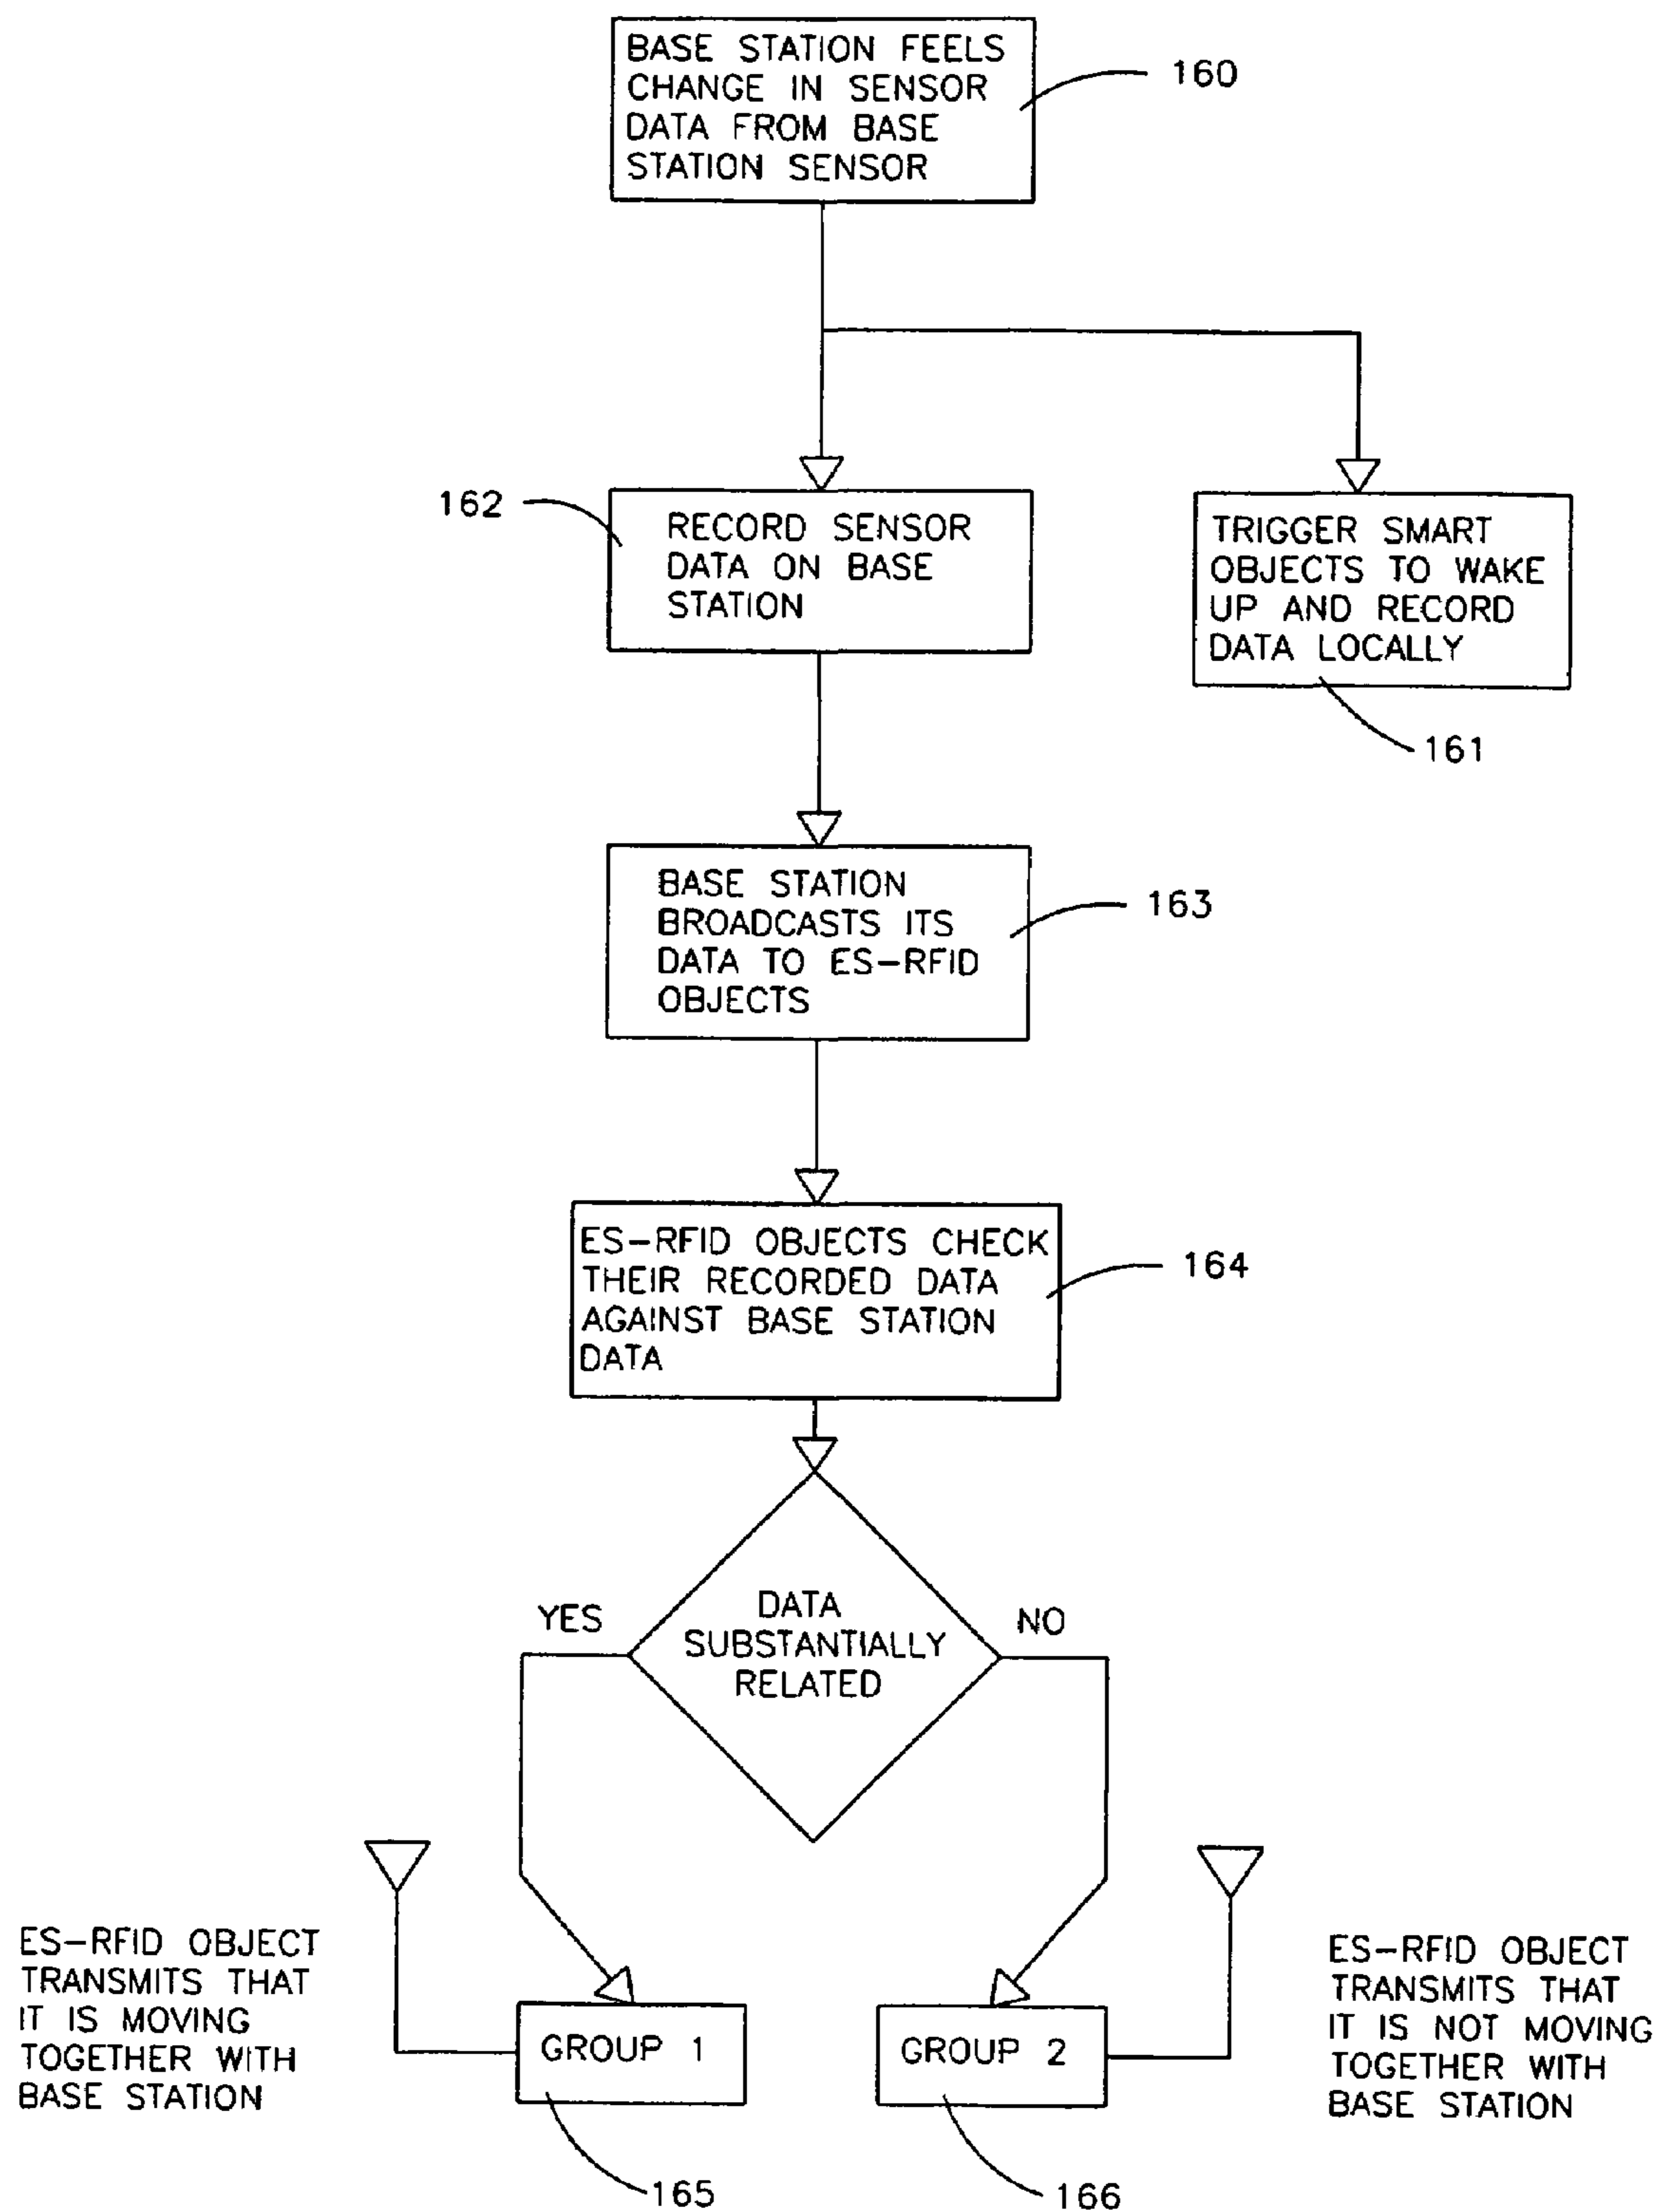 BASE STATION FEELS
CHANGE IN SENSOR
DATA FROM BASE
STATION SENSOR
160
162
RECORD SENSOR
DATA ON BASE
STATION
TRIGGER SMART
OBJECTS TO WAKE
UP AND RECORD
DATA LOCALLY
161
BASE STATION
BROADCASTS ITS
DATA TO ES-RFID
OBJECTS
163
ES-RFID OBJECTS CHECK
THEIR RECORDED DATA
AGAINST BASE STATION
DATA
164
YES
DATA
SUBSTANTIALLY
RELATED
NO
ES-RFID OBJECT
TRANSMITS THAT
IT IS MOVING
TOGETHER WITH
BASE STATION
GROUP 1
165
GROUP 2
166
ES-RFID OBJECT
TRANSMITS THAT
IT IS NOT MOVING
TOGETHER WITH
BASE STATION